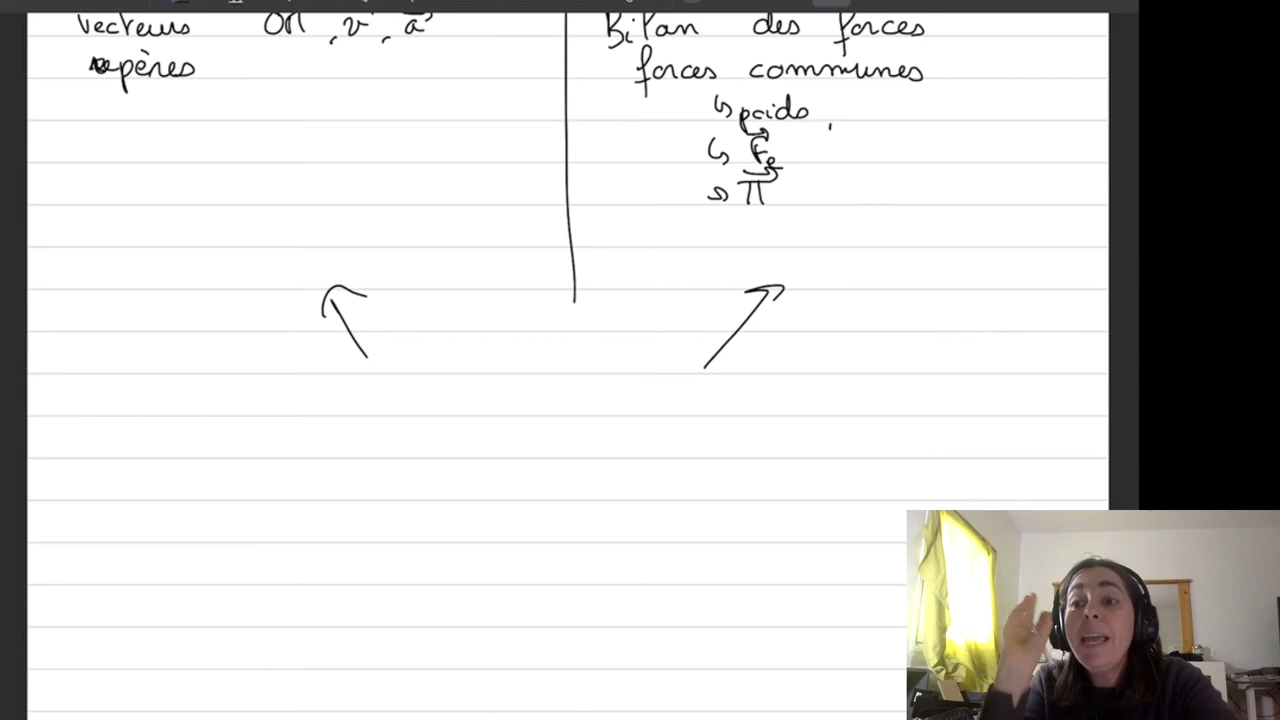 Vecteurs OM, v, a
repères
Bilan des forces
forces communes
↳ poids,
↳ Fe
↳ π